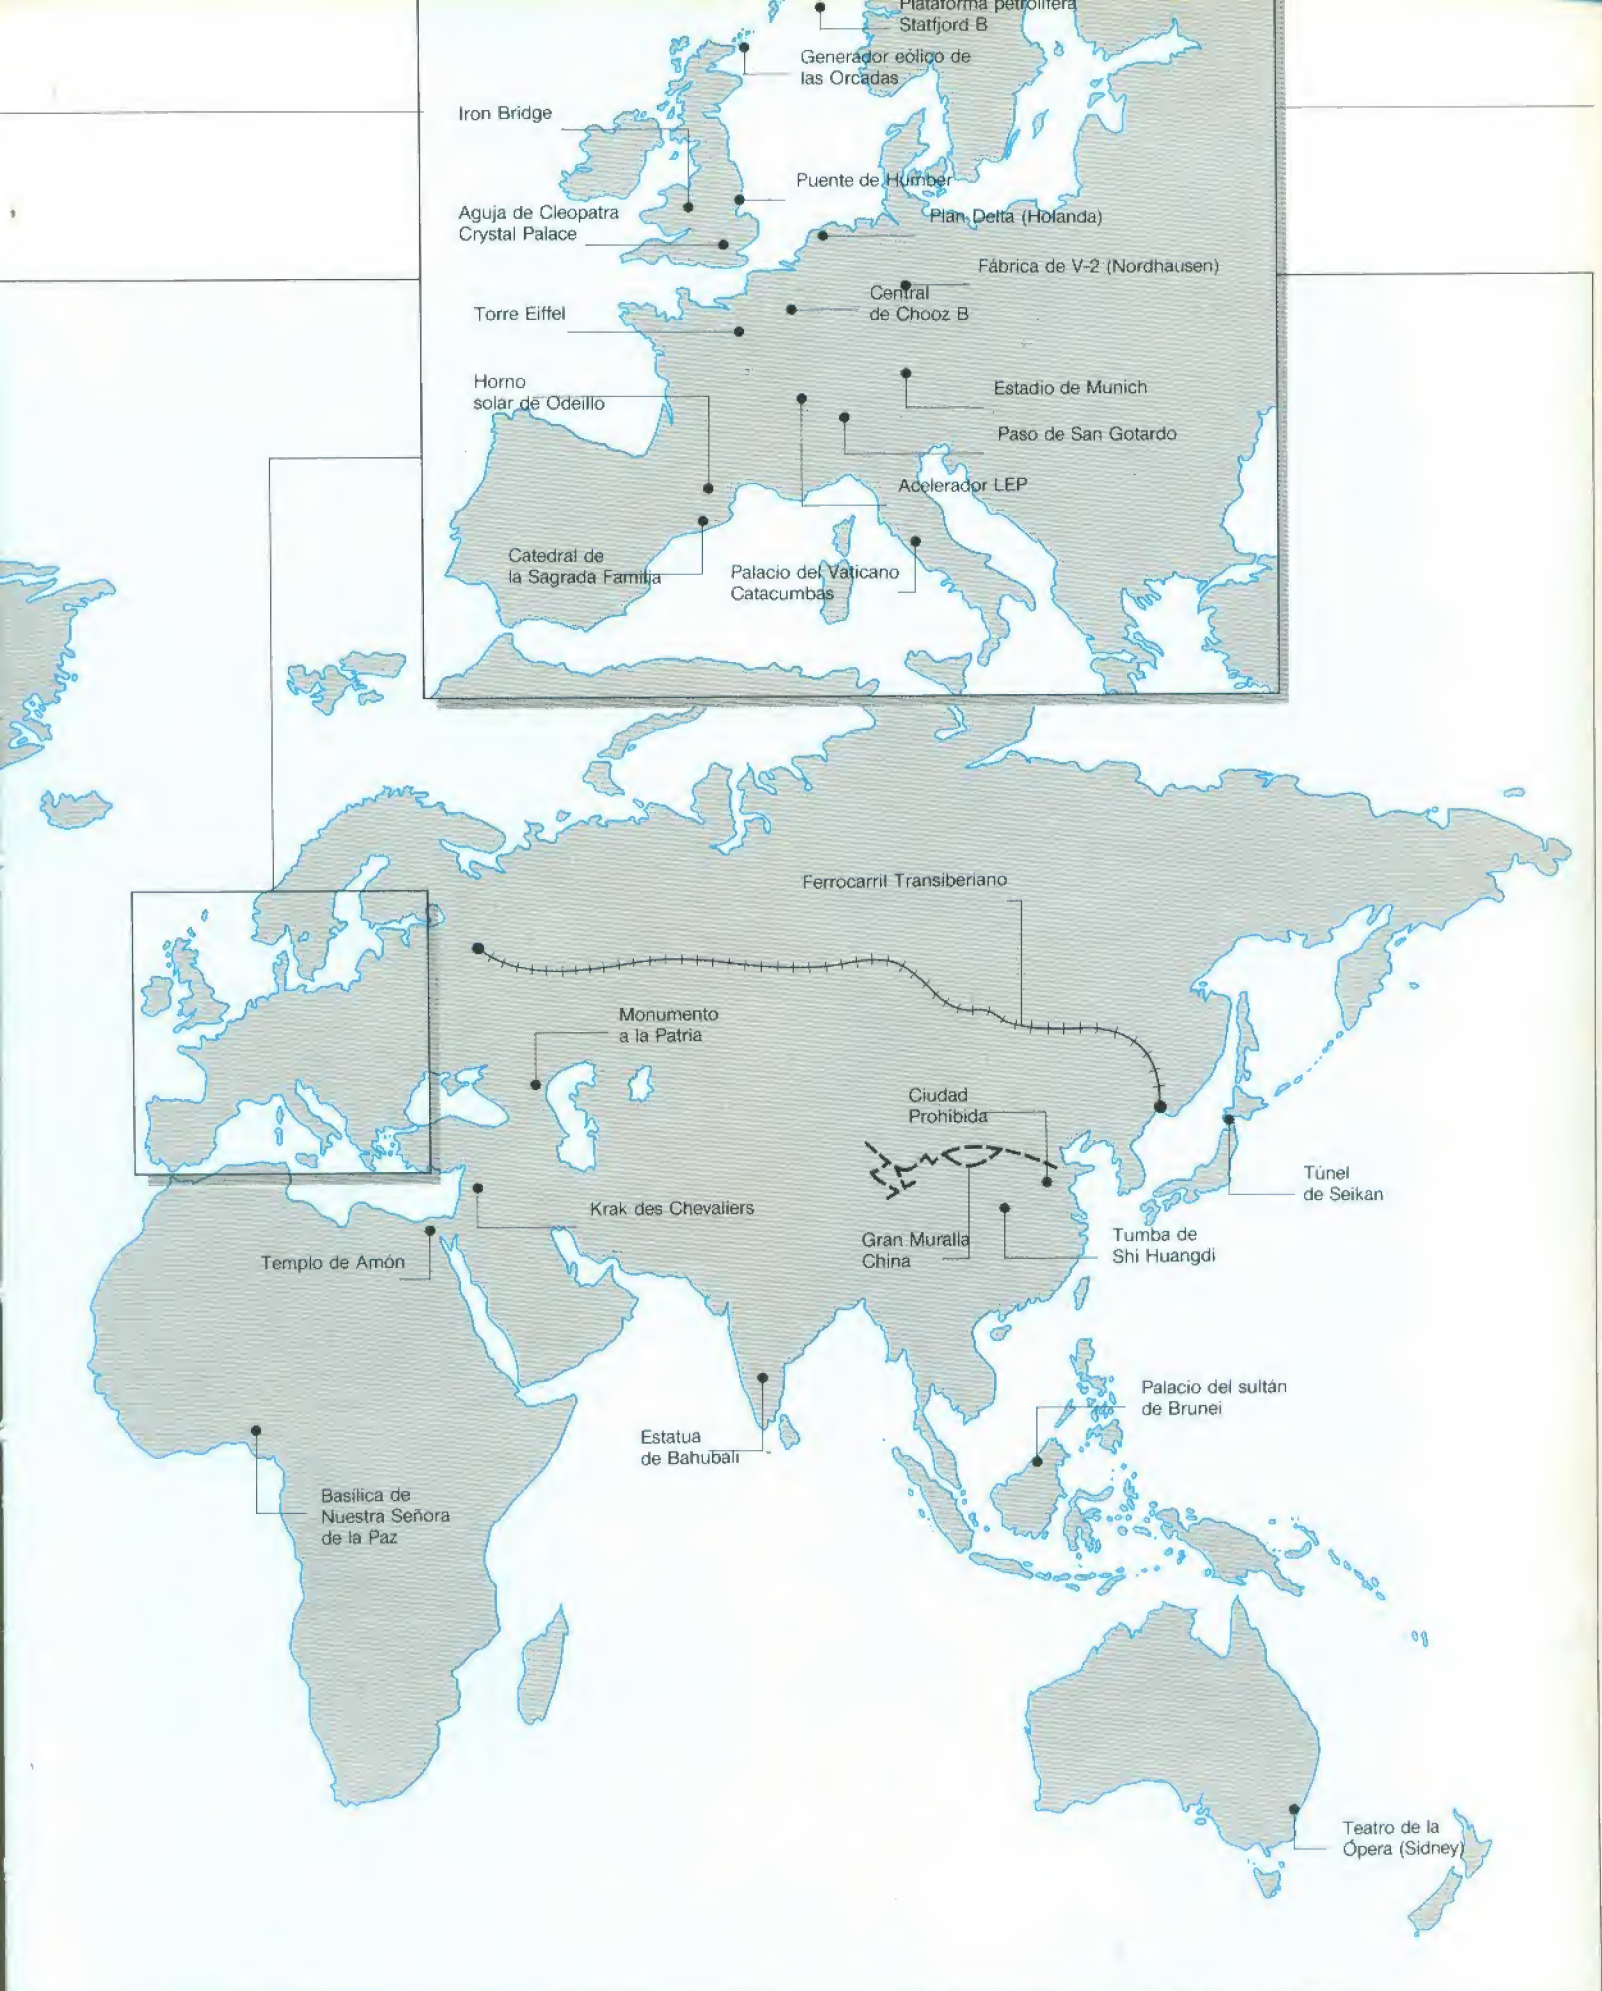 Plataforma petrolífera
Statfjord B
Generador eólico de
las Orcadas
Iron Bridge
Puente de Humber
Aguja de Cleopatra
Crystal Palace
Plan Delta (Holanda)
Fábrica de V-2 (Nordhausen)
Central
de Chooz B
Torre Eiffel
Horno
solar de Odeillo
Estadio de Munich
Paso de San Gotardo
Acelerador LEP
Catedral de
la Sagrada Familia
Palacio del Vaticano
Catacumbas
Ferrocarril Transiberiano
Monumento
a la Patria
Ciudad
Prohibida
Túnel
de Seikan
Krak des Chevaliers
Gran Muralla
China
Tumba de
Shi Huangdi
Templo de Amón
Palacio del sultán
de Brunei
Estatua
de Bahubali
Basílica de
Nuestra Señora
de la Paz
Teatro de la
Ópera (Sidney)